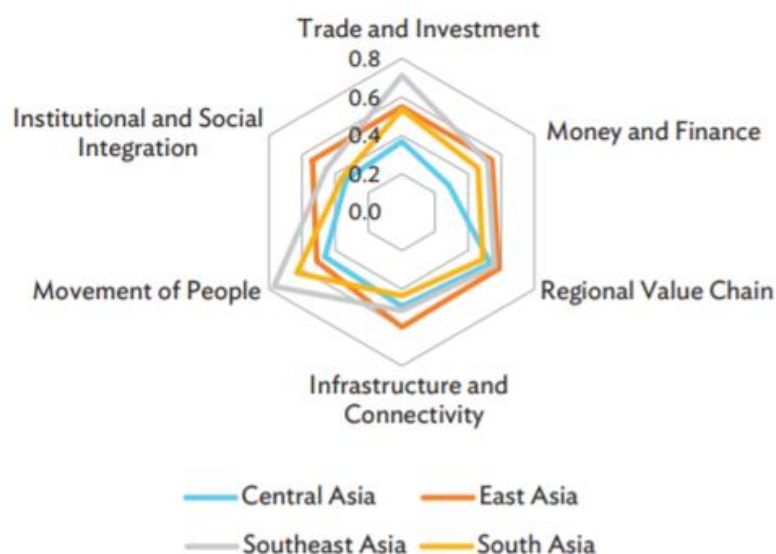 Trade and Investment
0.8
0.6
0.4
0.2
0.0
Institutional and Social
Integration
Money and Finance
Movement of People
Regional Value Chain
Infrastructure and
Connectivity
Central Asia
East Asia
Southeast Asia
South Asia